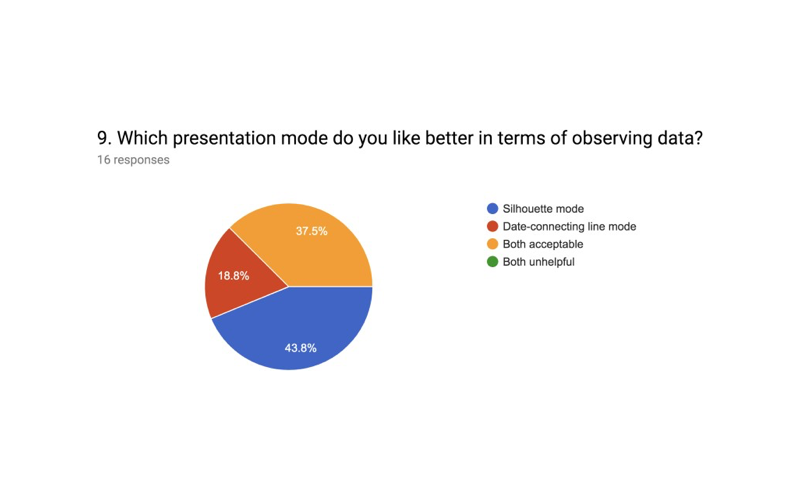 9. Which presentation mode do you like better in terms of observing data?
16 responses
37.5%
18.8%
43.8%
Silhouette mode
Date-connecting line mode
Both acceptable
Both unhelpful